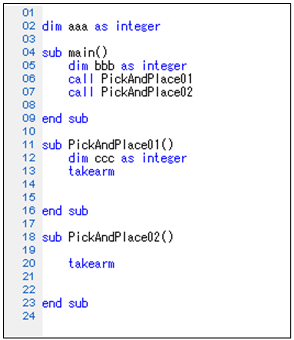 01
02 dim aaa as integer
03
04 sub main()
05     dim bbb as integer
06     call PickAndPlace01
07     call PickAndPlace02
08
09 end sub
10
11 sub PickAndPlace01()
12     dim ccc as integer
13     takearm
14
15
16 end sub
17
18 sub PickAndPlace02()
19
20     takearm
21
22
23 end sub
24